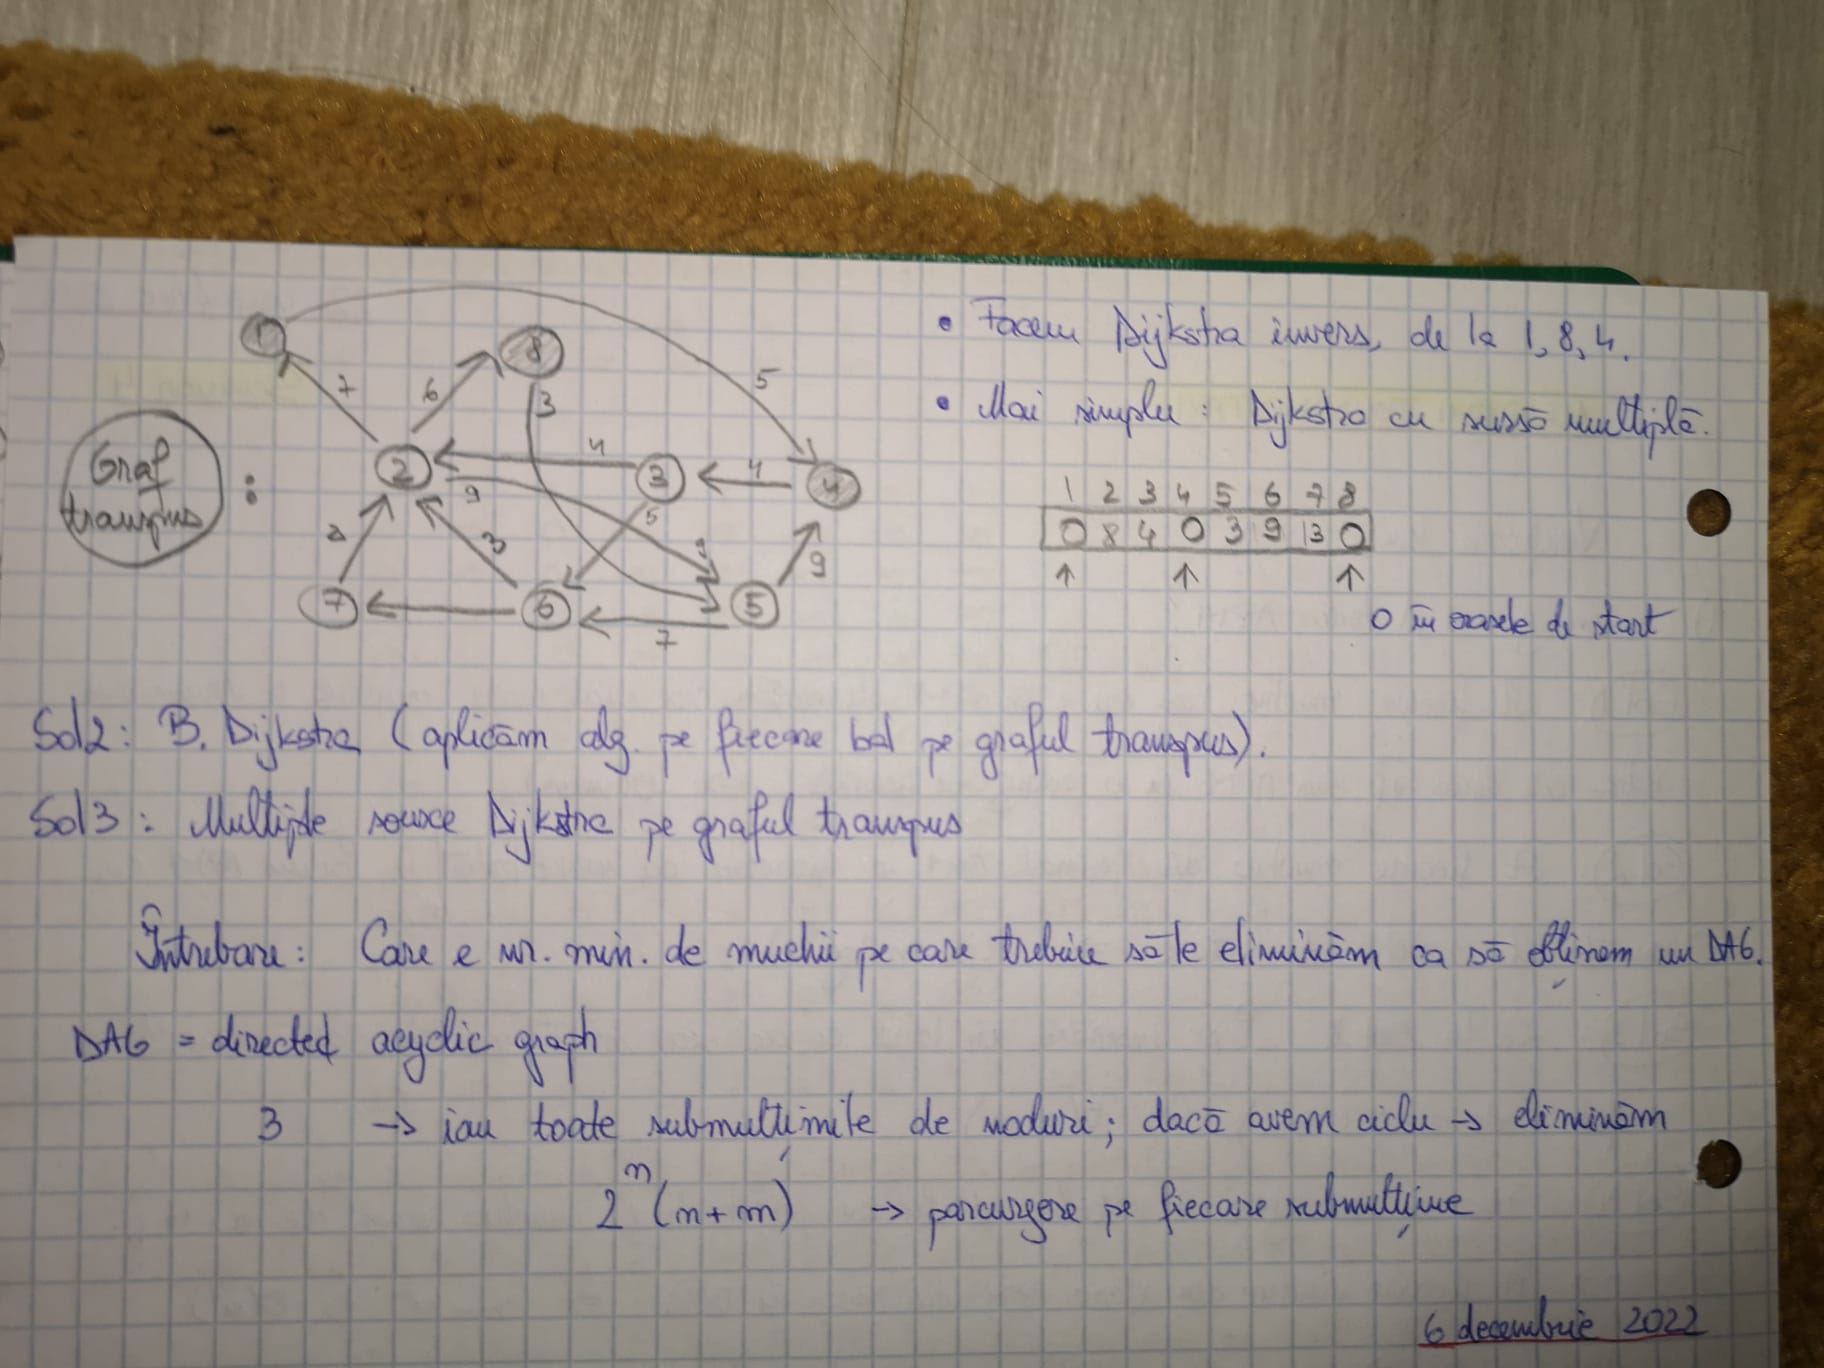 Graf
transpus :
1 8 2 3 4 7 6 5
7 6 3 5 4 4 9 5 3 9 7
• Facem Dijkstra invers, de la 1, 8, 4.
• Mai simplu : Dijkstra cu sursă multiplă.
1 2 3 4 5 6 7 8
0 8 4 0 3 9 13 0
↑ ↑ ↑
0 în orașele de start
Sol2 : B. Dijkstra (aplicăm alg. pe fiecare bal pe graful transpus).
Sol3 : Multiple source Dijkstra pe graful transpus
Întrebare : Care e nr. min. de muchii pe care trebuie să le eliminăm ca să obținem un DAG.
DAG = directed acyclic graph
3 → iau toate submulțimile de noduri ; dacă avem ciclu → eliminăm
2^n (n+m) → parcurgere pe fiecare submulțime
6 decembrie 2022